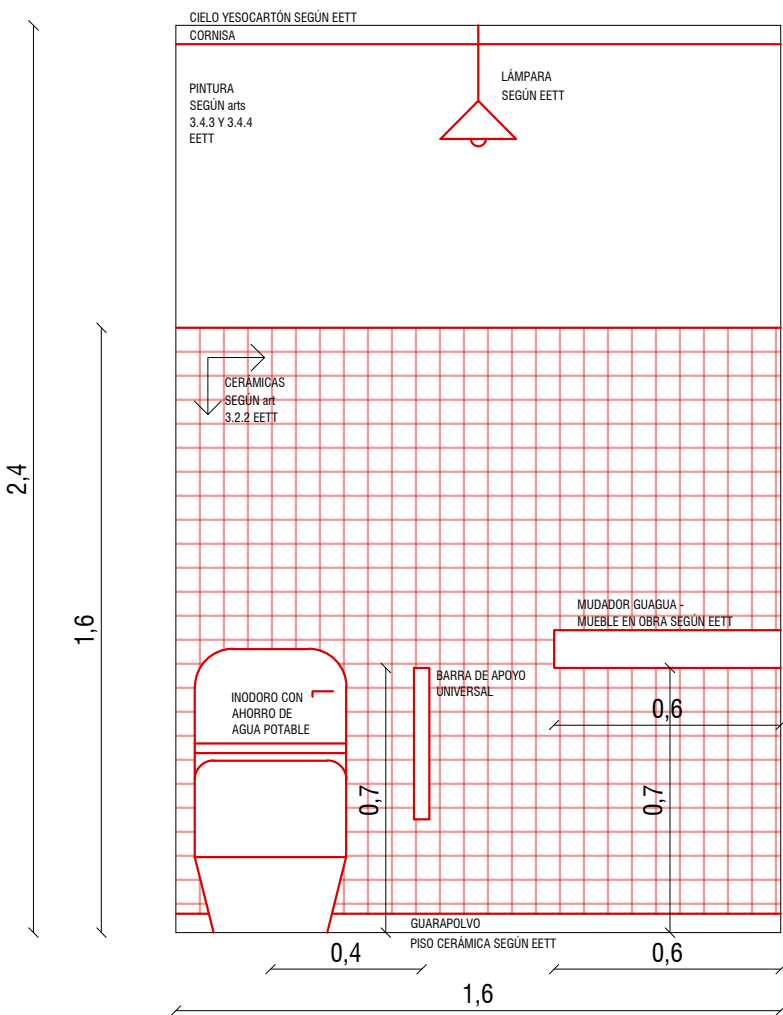 CIELO YESOCARTÓN SEGÚN EETT
CORNISA
PINTURA
SEGÚN arts
3.4.3 Y 3.4.4
EETT
LÁMPARA
SEGÚN EETT
CERÁMICAS
SEGÚN art
3.2.2 EETT
2,4
1,6
MUDADOR GUAGUA -
MUEBLE EN OBRA SEGÚN EETT
BARRA DE APOYO
UNIVERSAL
INODORO CON
AHORRO DE
AGUA POTABLE
0,6
0,7
0,7
GUARAPOLVO
PISO CERÁMICA SEGÚN EETT
0,4
0,6
1,6